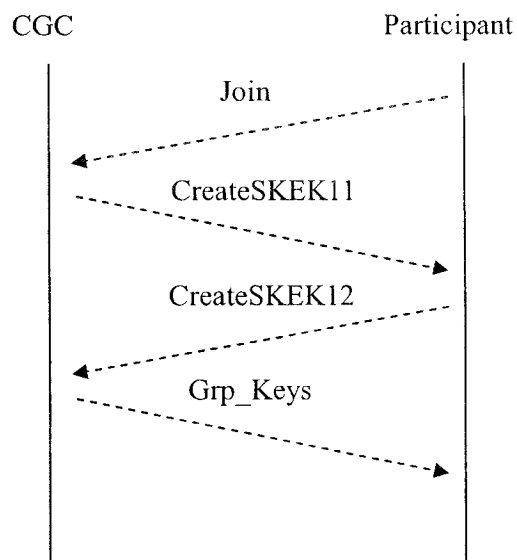 CGC Participant
Join
CreateSKEK11
CreateSKEK12
Grp_Keys